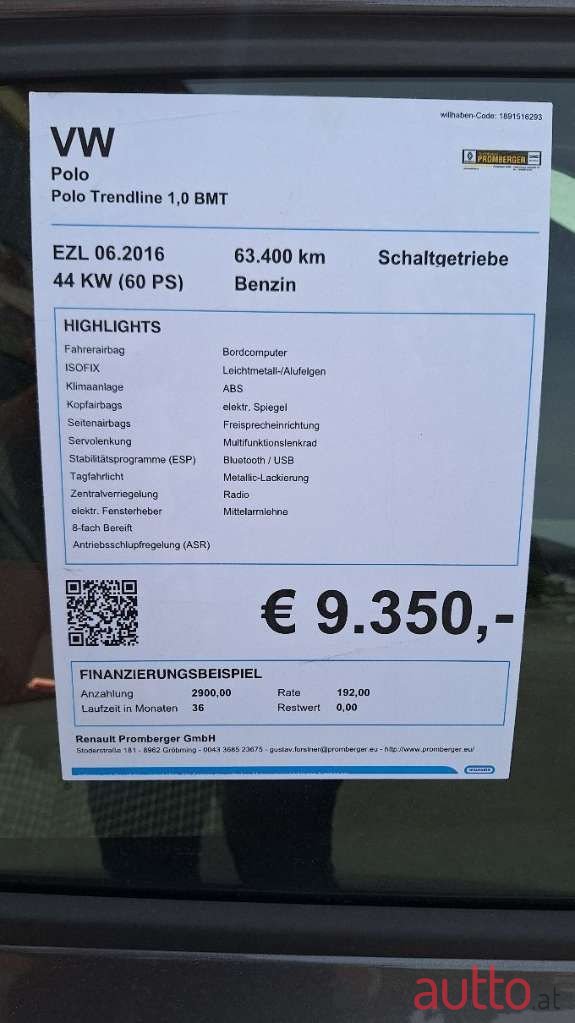 willhaben-Code: 1891516293
VW
PROMBERGER
Polo
Polo Trendline 1,0 BMT
EZL 06.2016 63.400 km Schaltgetriebe
44 KW (60 PS) Benzin
HIGHLIGHTS
Fahrerairbag Bordcomputer
ISOFIX Leichtmetall-/Alufelgen
Klimaanlage ABS
Kopfairbags elektr. Spiegel
Seitenairbags Freisprecheinrichtung
Servolenkung Multifunktionslenkrad
Stabilitätsprogramme (ESP) Bluetooth / USB
Tagfahrlicht Metallic-Lackierung
Zentralverriegelung Radio
elektr. Fensterheber Mittelarmlehne
8-fach Bereift
Antriebsschlupfregelung (ASR)
€ 9.350,-
FINANZIERUNGSBEISPIEL
Anzahlung 2900,00 Rate 192,00
Laufzeit in Monaten 36 Restwert 0,00
Renault Promberger GmbH
Stoderstraße 181 - 8962 Gröbming - 0043 3685 23675 - gustav.forstner@promberger.eu - http://www.promberger.eu/
autto.at